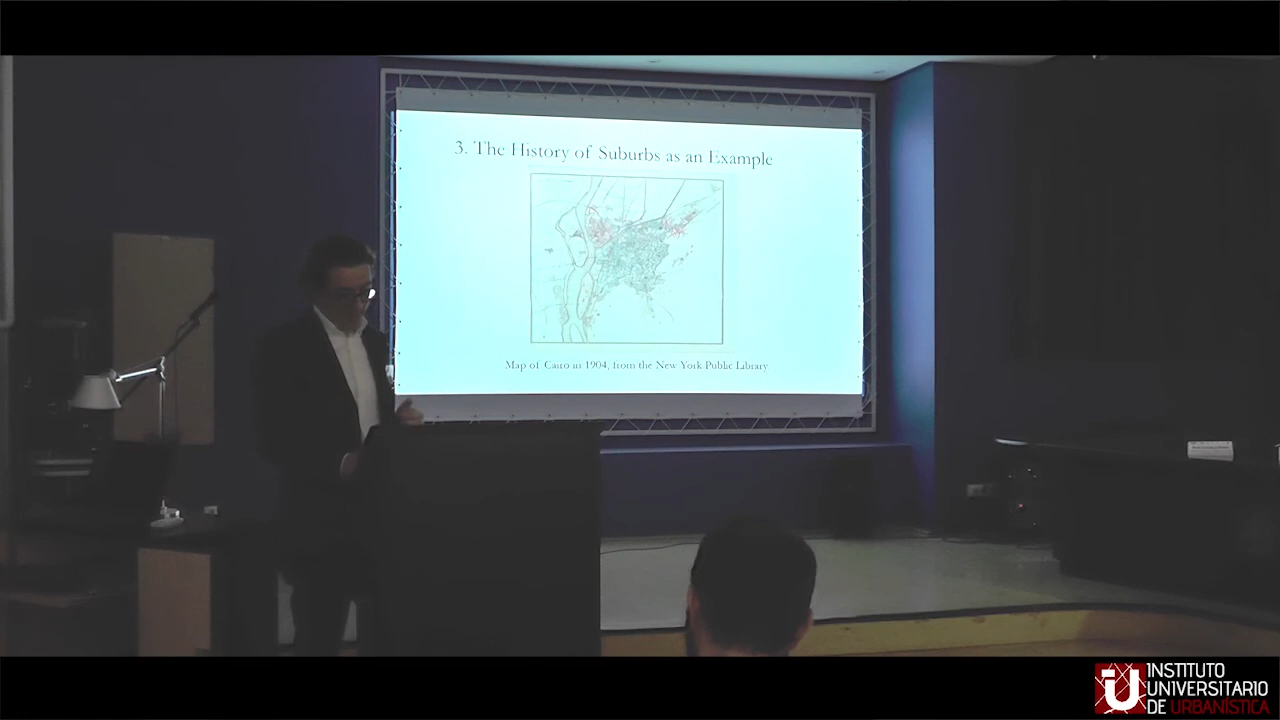 3. The History of Suburbs as an Example
Map of Cairo in 1904, from the New York Public Library
INSTITUTO
UNIVERSITARIO
DE URBANÍSTICA